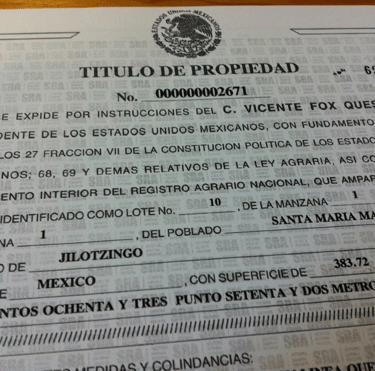 ESTADOS UNIDOS MEXICANOS
TITULO DE PROPIEDAD
No. 000000002671
SE EXPIDE POR INSTRUCCIONES DEL C. VICENTE FOX QUES
DENTE DE LOS ESTADOS UNIDOS MEXICANOS, CON FUNDAMENTO
LOS 27 FRACCION VII DE LA CONSTITUCION POLITICA DE LOS ESTADO
NOS; 68, 69 Y DEMAS RELATIVOS DE LA LEY AGRARIA, ASI CO
ENTO INTERIOR DEL REGISTRO AGRARIO NACIONAL, QUE AMPAR
IDENTIFICADO COMO LOTE No. 10 , DE LA MANZANA 1
NA 1 , DEL POBLADO SANTA MARIA MA
O DE JILOTZINGO
E MEXICO , CON SUPERFICIE DE 383.72
NTOS OCHENTA Y TRES PUNTO SETENTA Y DOS METRO
MEDIDAS Y COLINDANCIAS: